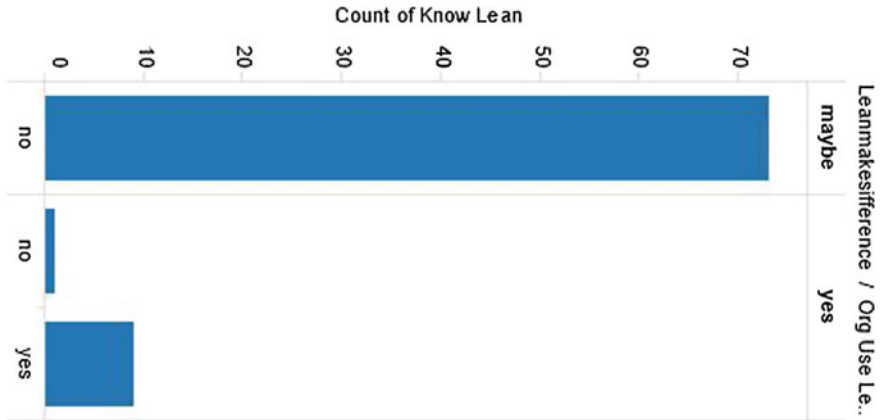 Count of Know Lean
0 10 20 30 40 50 60 70
Leanmakesifference / Org Use Le..
maybe
yes
no
no
yes